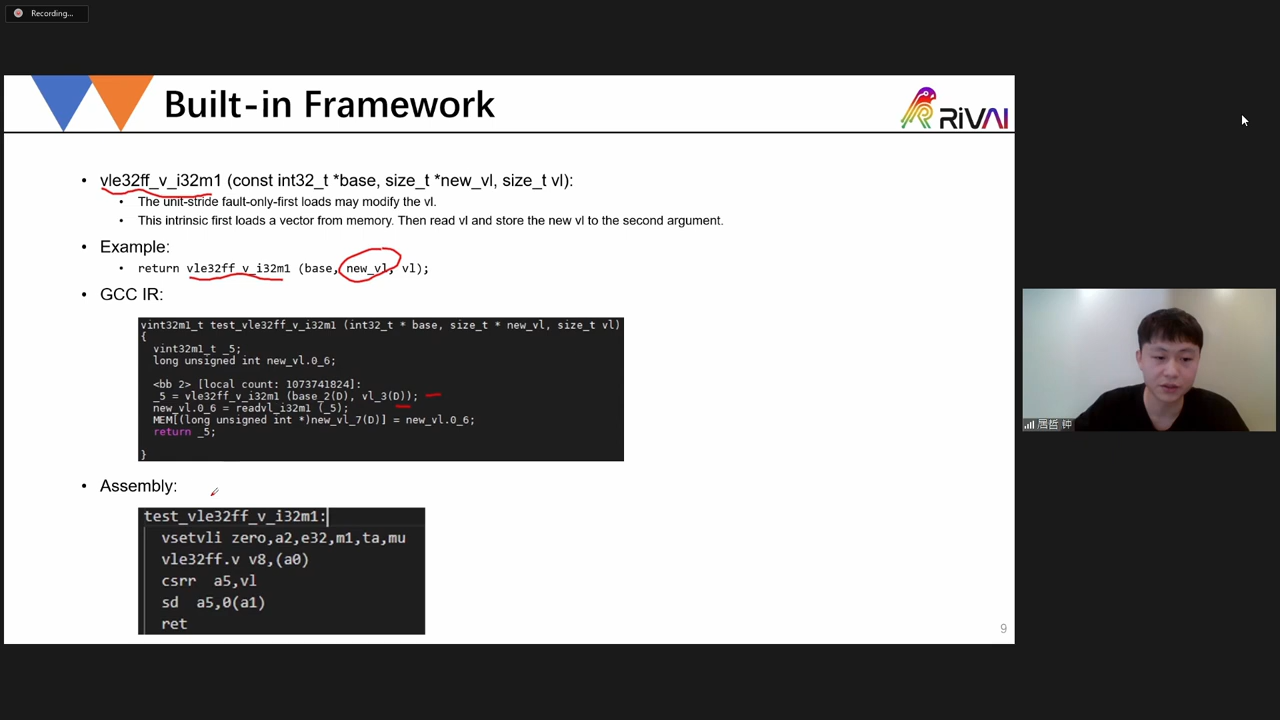 Recording...
Built-in Framework
RiVAI
• vle32ff_v_i32m1 (const int32_t *base, size_t *new_vl, size_t vl):
• The unit-stride fault-only-first loads may modify the vl.
• This intrinsic first loads a vector from memory. Then read vl and store the new vl to the second argument.
• Example:
• return vle32ff_v_i32m1 (base, new_vl, vl);
• GCC IR:
vint32m1_t test_vle32ff_v_i32m1 (int32_t * base, size_t * new_vl, size_t vl)
{
vint32m1_t _5;
long unsigned int new_vl.0_6;
<bb 2> [local count: 1073741824]:
_5 = vle32ff_v_i32m1 (base_2(D), vl_3(D));
new_vl.0_6 = readvl_i32m1 (_5);
MEM[(long unsigned int *)new_vl_7(D)] = new_vl.0_6;
return _5;
}
• Assembly:
test_vle32ff_v_i32m1:
vsetvli zero,a2,e32,m1,ta,mu
vle32ff.v v8,(a0)
csrr a5,vl
sd a5,0(a1)
ret
9
居哲 钟